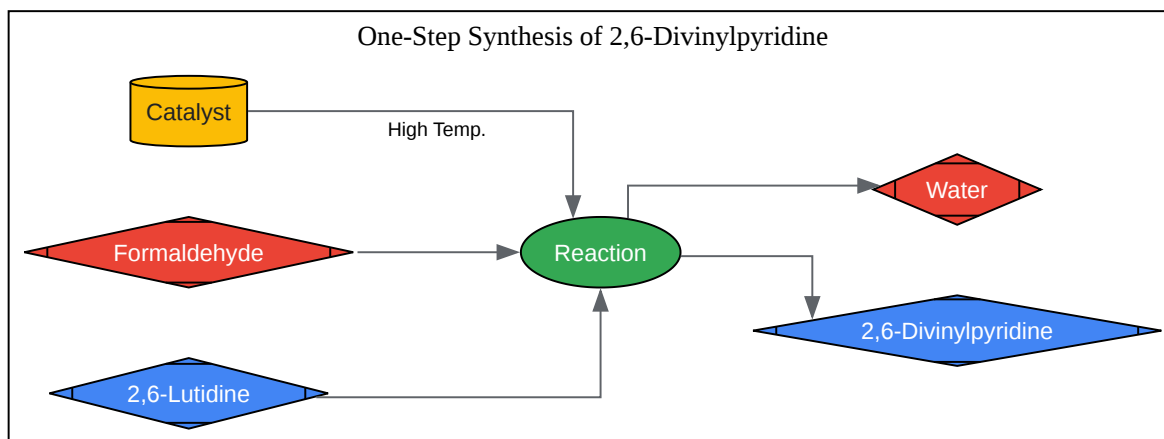 One-Step Synthesis of 2,6-Divinylpyridine
Catalyst
High Temp.
Water
Formaldehyde
Reaction
2,6-Divinylpyridine
2,6-Lutidine